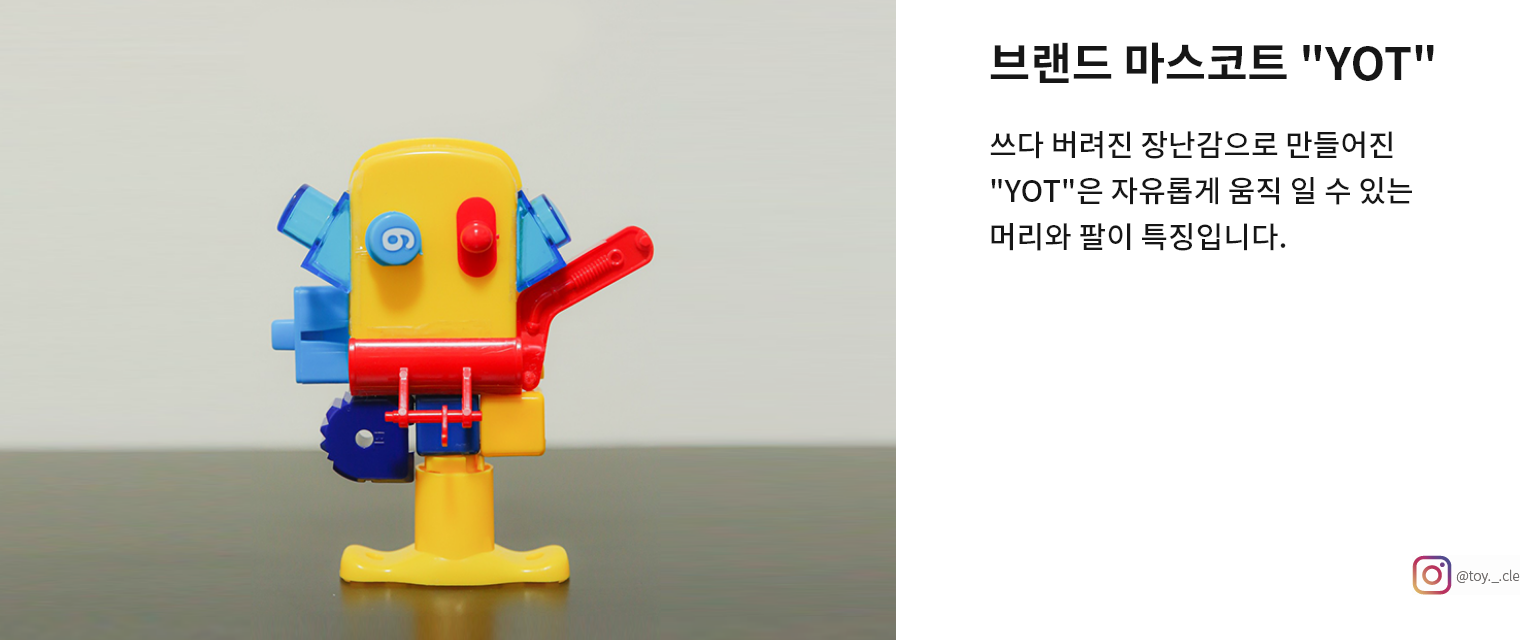 브랜드 마스코트 "YOT"
쓰다 버려진 장난감으로 만들어진
"YOT"은 자유롭게 움직 일 수 있는
머리와 팔이 특징입니다.
6
@toy._.cle